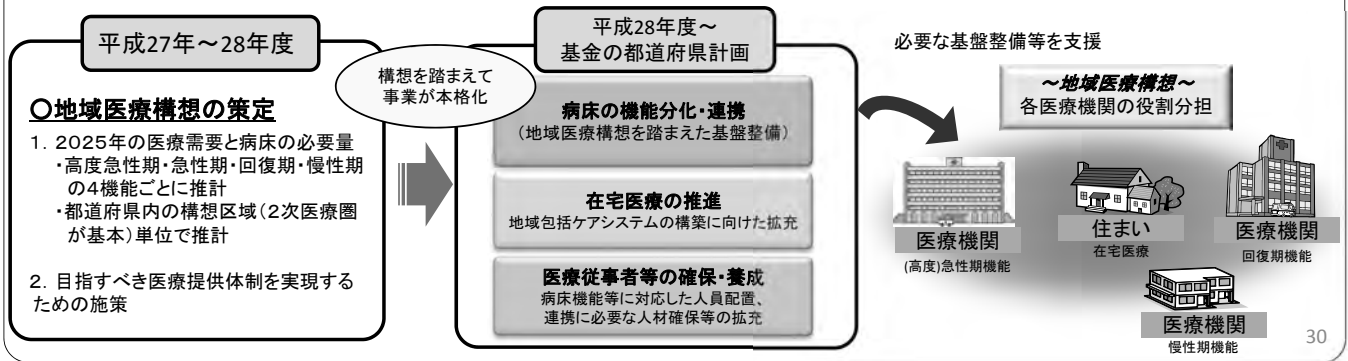 平成27年～28年度
○地域医療構想の策定
1．2025年の医療需要と病床の必要量
・高度急性期・急性期・回復期・慢性期
の4機能ごとに推計
・都道府県内の構想区域（2次医療圏
が基本）単位で推計
2．目指すべき医療提供体制を実現する
ための施策
構想を踏まえて
事業が本格化
平成28年度～
基金の都道府県計画
病床の機能分化・連携
（地域医療構想を踏まえた基盤整備）
在宅医療の推進
地域包括ケアシステムの構築に向けた拡充
医療従事者等の確保・養成
病床機能等に対応した人員配置、
連携に必要な人材確保等の拡充
必要な基盤整備等を支援
～地域医療構想～
各医療機関の役割分担
医療機関
(高度)急性期機能
住まい
在宅医療
医療機関
回復期機能
医療機関
慢性期機能
30